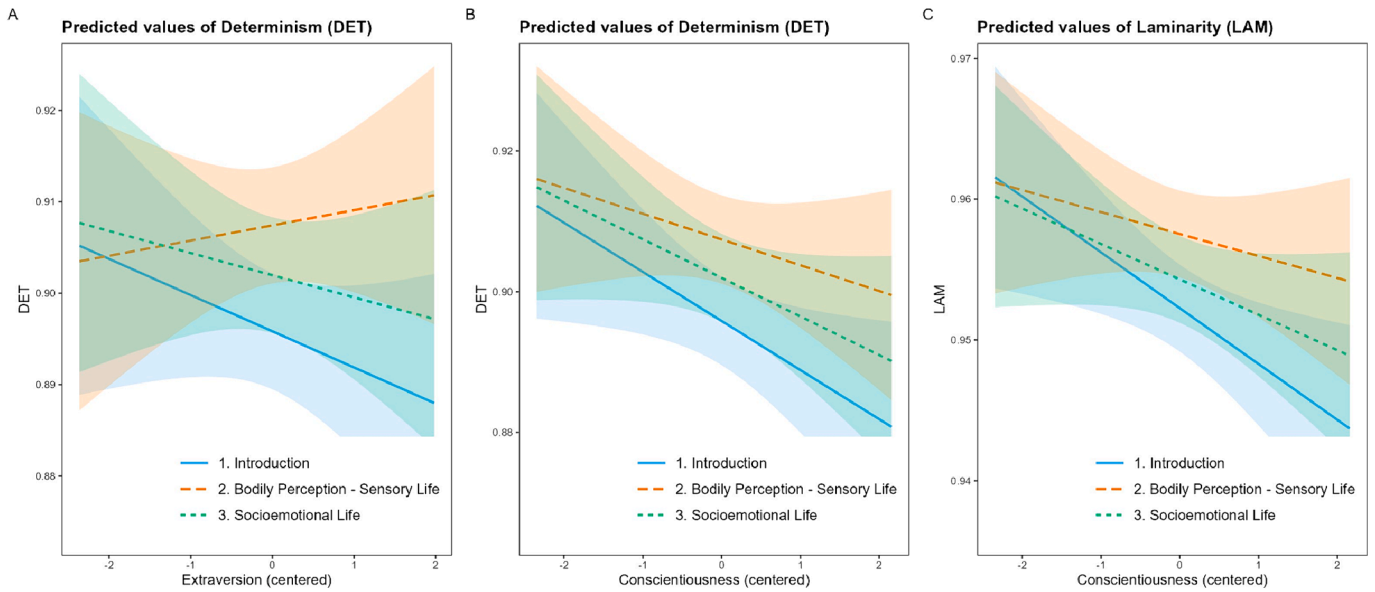 A
Predicted values of Determinism (DET)
0.92
0.91
0.90
0.89
0.88
DET
1. Introduction
2. Bodily Perception - Sensory Life
3. Socioemotional Life
-2 -1 0 1 2
Extraversion (centered)
B
Predicted values of Determinism (DET)
0.92
0.90
0.88
DET
1. Introduction
2. Bodily Perception - Sensory Life
3. Socioemotional Life
-2 -1 0 1 2
Conscientiousness (centered)
C
Predicted values of Laminarity (LAM)
0.97
0.96
0.95
0.94
LAM
1. Introduction
2. Bodily Perception - Sensory Life
3. Socioemotional Life
-2 -1 0 1 2
Conscientiousness (centered)